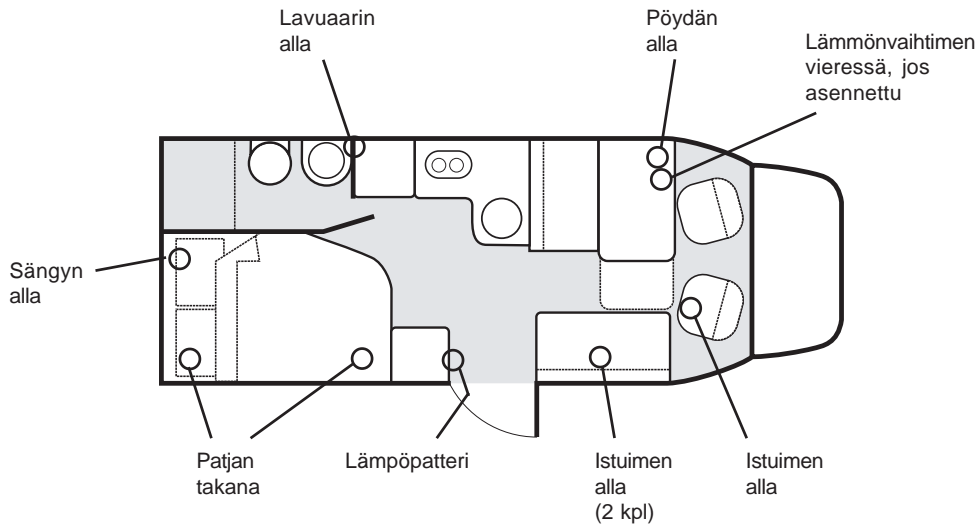 Lavuaarin
alla
Pöydän
alla
Lämmönvaihtimen
vieressä, jos
asennettu
Sängyn
alla
Patjan
takana
Lämpöpatteri
Istuimen
alla
(2 kpl)
Istuimen
alla